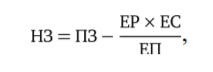 НЗ = ПЗ − ЕР × ЕС / ЕП,